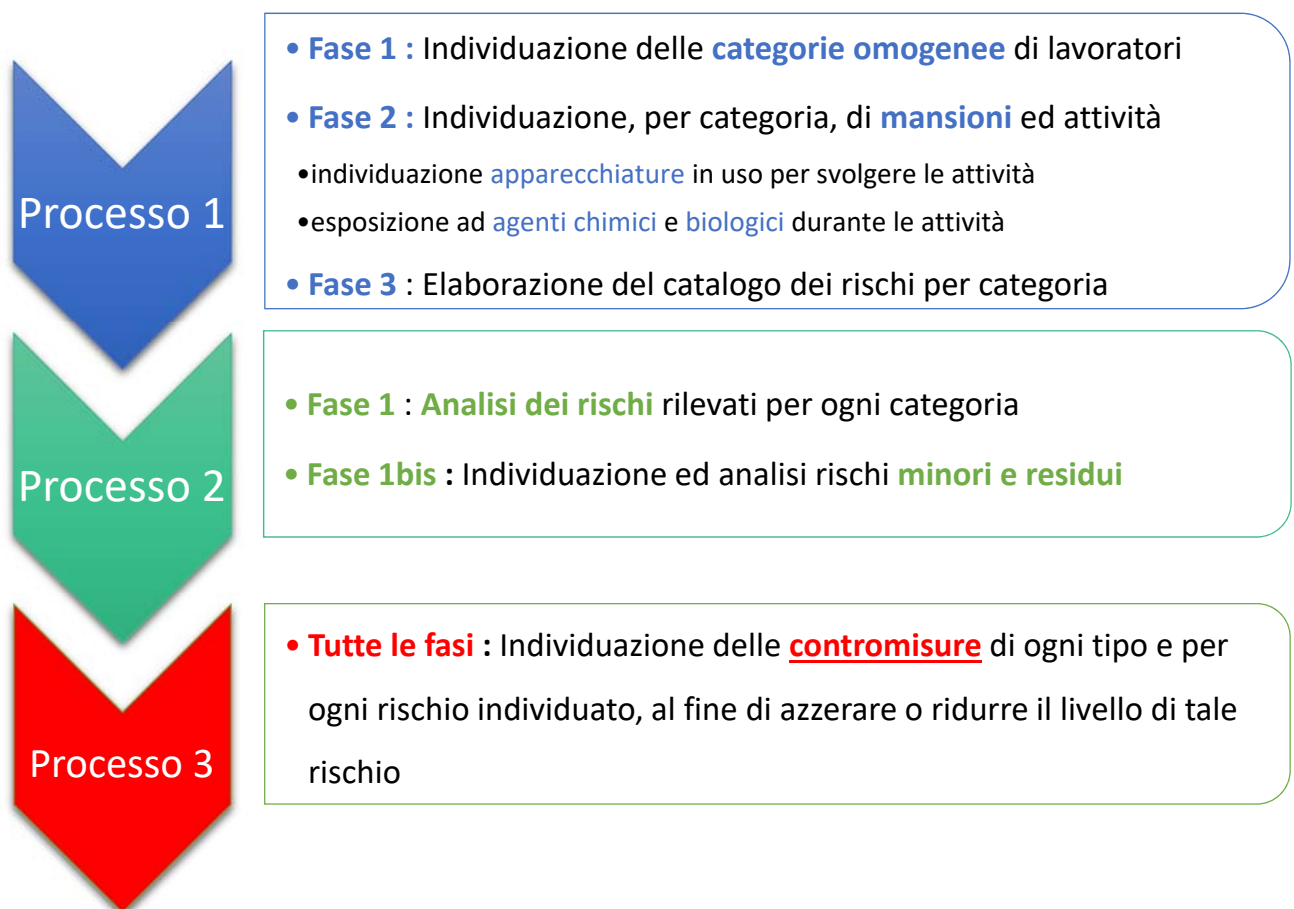 Processo 1
• Fase 1 : Individuazione delle categorie omogenee di lavoratori
• Fase 2 : Individuazione, per categoria, di mansioni ed attività
•individuazione apparecchiature in uso per svolgere le attività
•esposizione ad agenti chimici e biologici durante le attività
• Fase 3 : Elaborazione del catalogo dei rischi per categoria
Processo 2
• Fase 1 : Analisi dei rischi rilevati per ogni categoria
• Fase 1bis : Individuazione ed analisi rischi minori e residui
Processo 3
• Tutte le fasi : Individuazione delle contromisure di ogni tipo e per
ogni rischio individuato, al fine di azzerare o ridurre il livello di tale
rischio